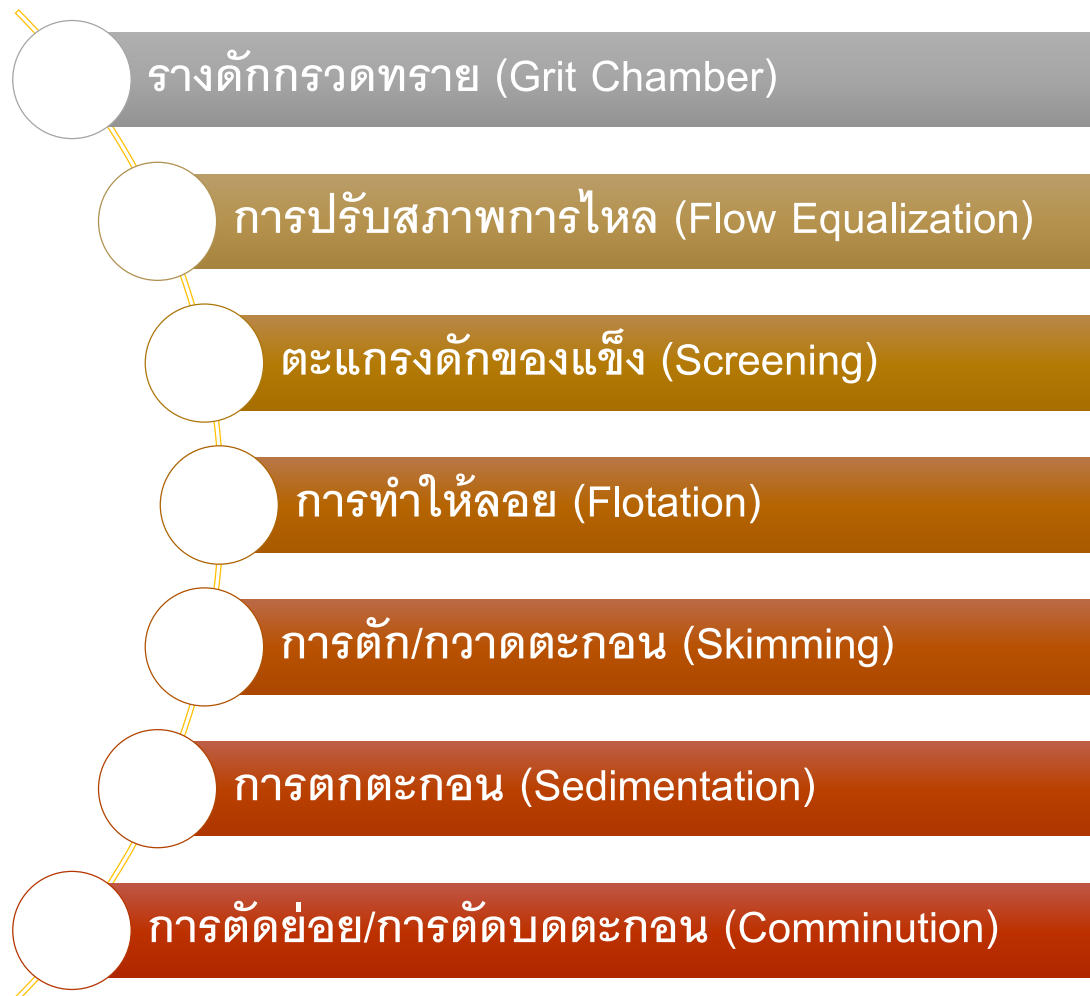 รางดักกรวดทราย (Grit Chamber)
การปรับสภาพการไหล (Flow Equalization)
ตะแกรงดักของแข็ง (Screening)
การทำให้ลอย (Flotation)
การตัก/กวาดตะกอน (Skimming)
การตกตะกอน (Sedimentation)
การตัดย่อย/การตัดบดตะกอน (Comminution)